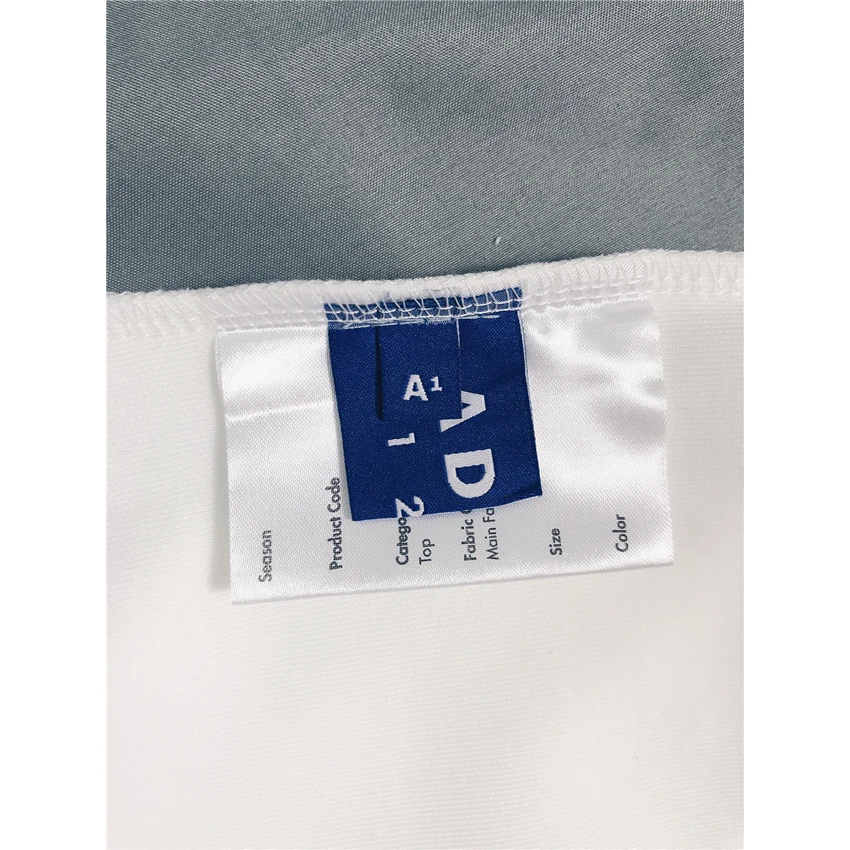 A1
AD
1
2
Season
Product Code
Catego
Top
Fabric
Main Fa
Size
Color